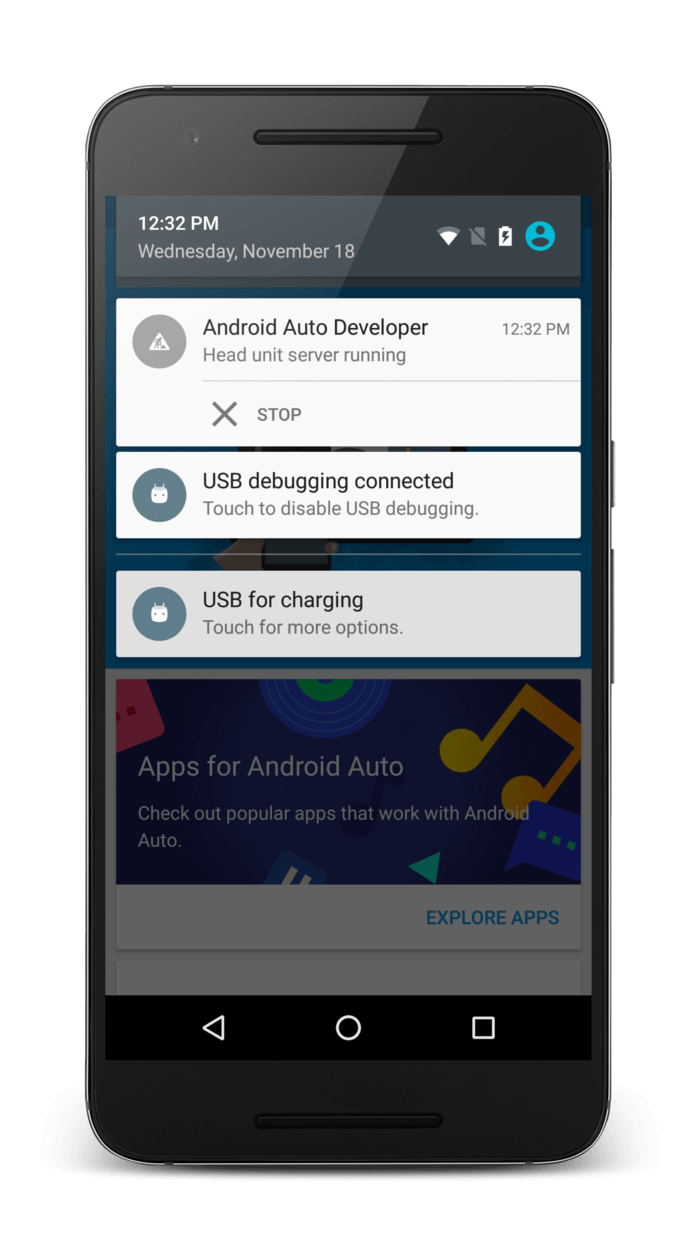 12:32 PM
Wednesday, November 18
Android Auto Developer
12:32 PM
Head unit server running
STOP
USB debugging connected
Touch to disable USB debugging.
USB for charging
Touch for more options.
Apps for Android Auto
Check out popular apps that work with Android
Auto.
EXPLORE APPS